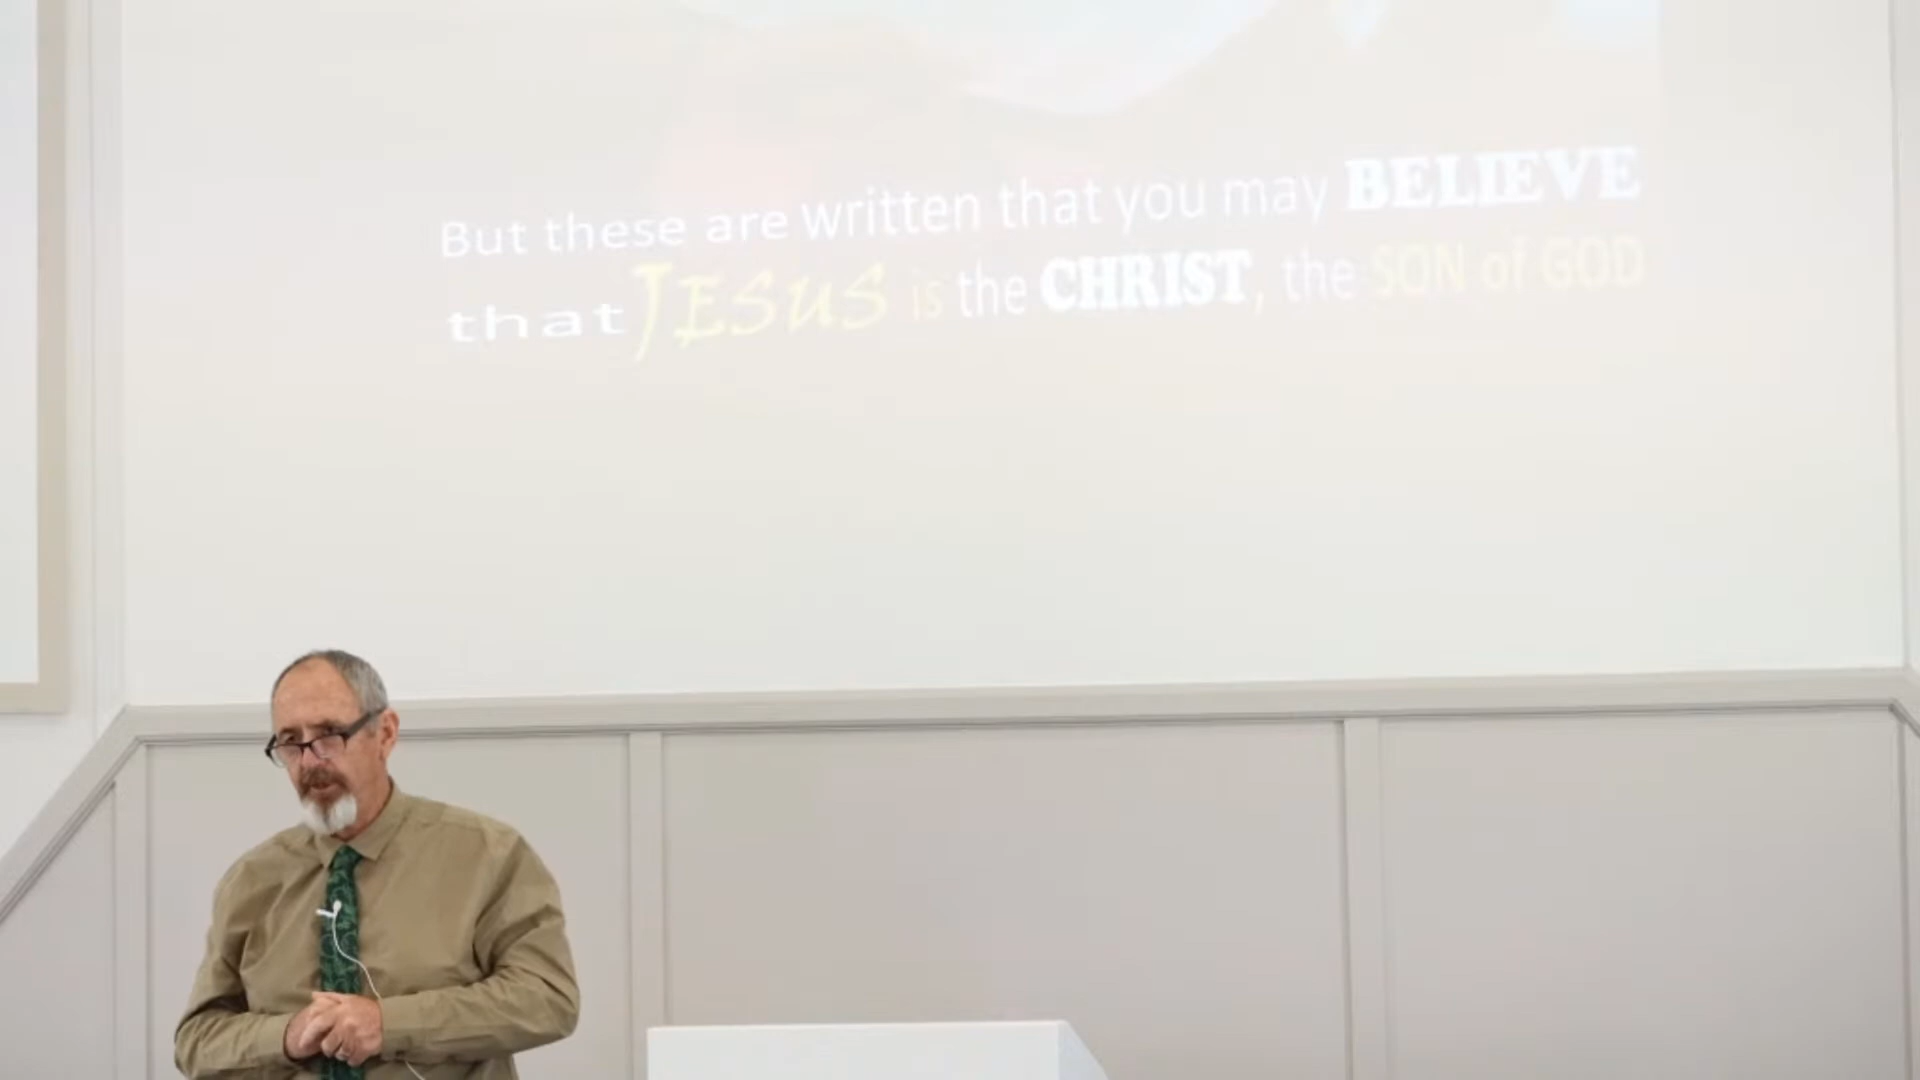 But these are written that you may BELIEVE
that JESUS is the CHRIST, the SON of GOD